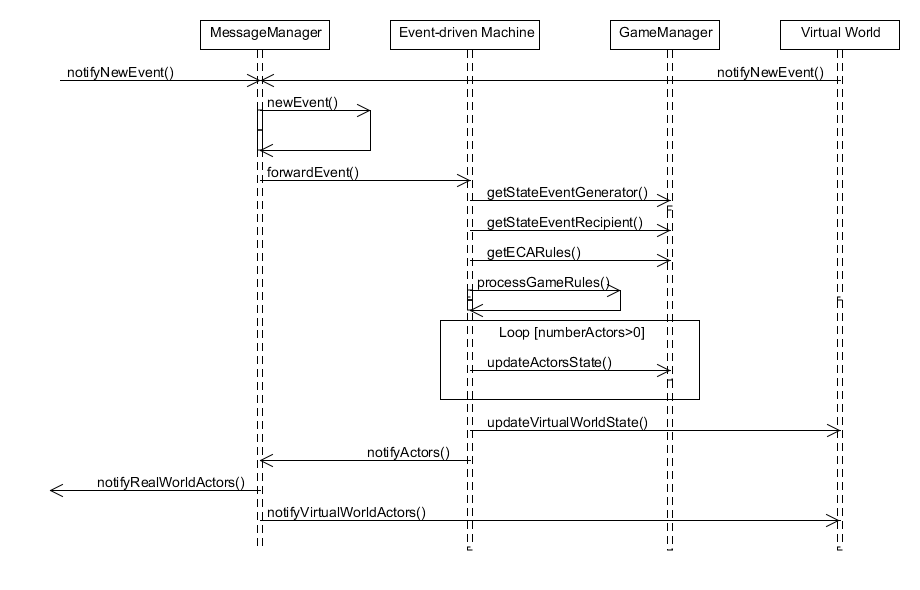 MessageManager
Event-driven Machine
GameManager
Virtual World
notifyNewEvent()
notifyNewEvent()
newEvent()
forwardEvent()
getStateEventGenerator()
getStateEventRecipient()
getECARules()
processGameRules()
Loop [numberActors>0]
updateActorsState()
updateVirtualWorldState()
notifyActors()
notifyRealWorldActors()
notifyVirtualWorldActors()